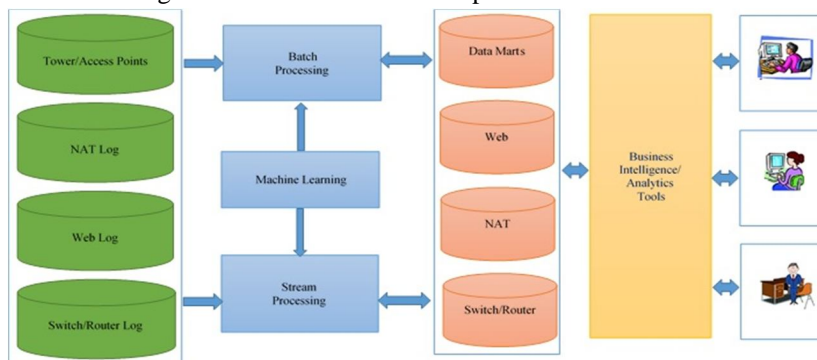 Tower/Access Points
NAT Log
Web Log
Switch/Router Log
Batch
Processing
Machine Learning
Stream
Processing
Data Marts
Web
NAT
Switch/Router
Business
Intelligence/
Analytics
Tools